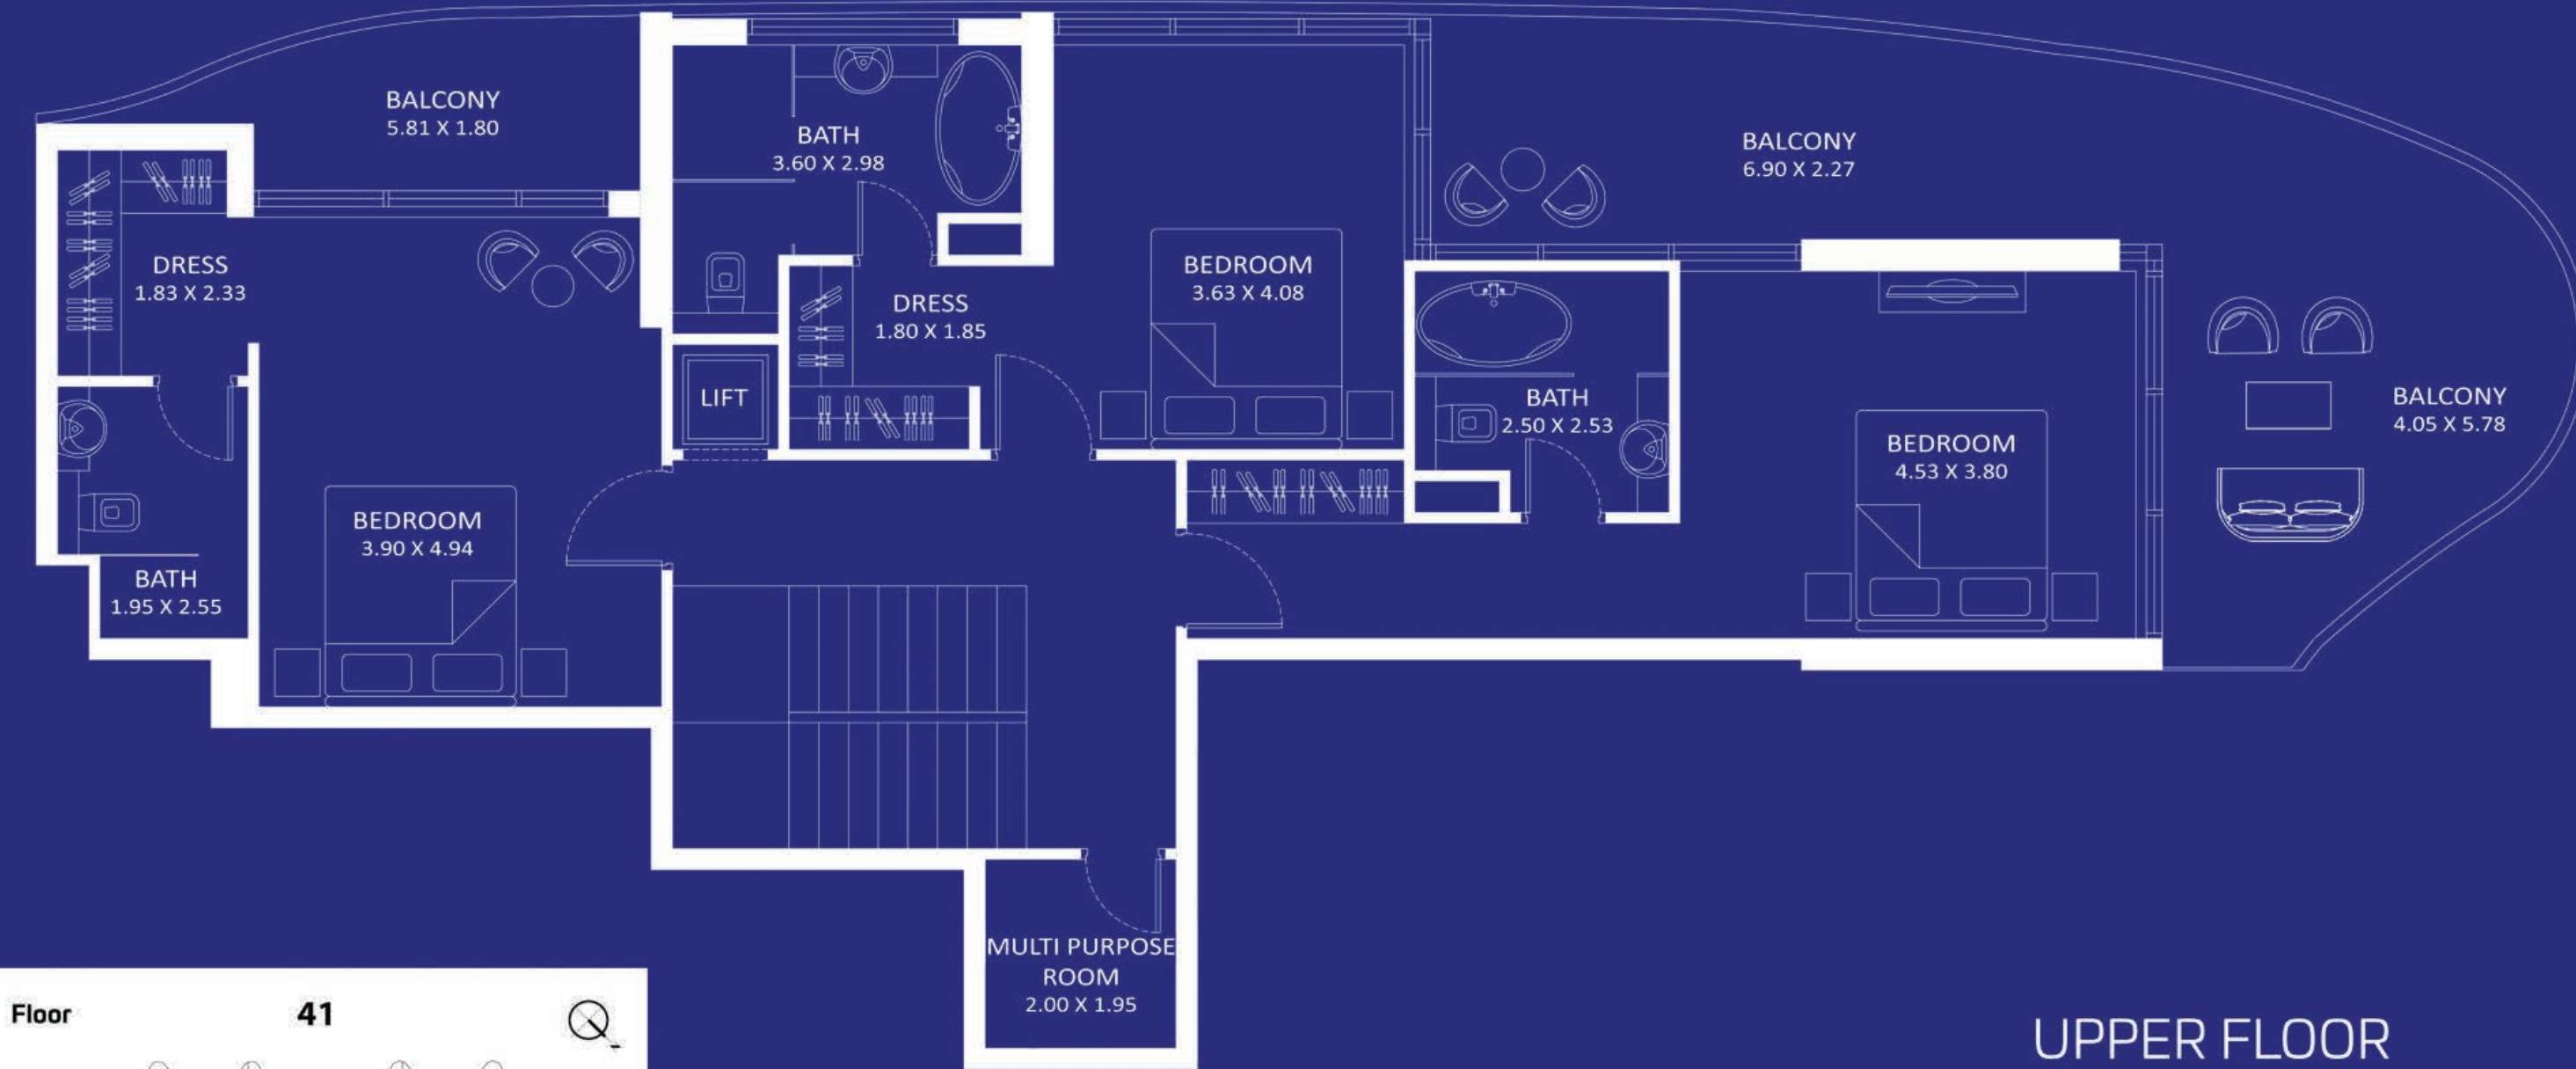 BALCONY
5.81 X 1.80
BATH
3.60 X 2.98
BALCONY
6.90 X 2.27
DRESS
1.83 X 2.33
DRESS
1.80 X 1.85
BEDROOM
3.63 X 4.08
LIFT
BATH
2.50 X 2.53
BALCONY
4.05 X 5.78
BEDROOM
4.53 X 3.80
BEDROOM
3.90 X 4.94
BATH
1.95 X 2.55
MULTI PURPOSE
ROOM
2.00 X 1.95
Floor 41
UPPER FLOOR